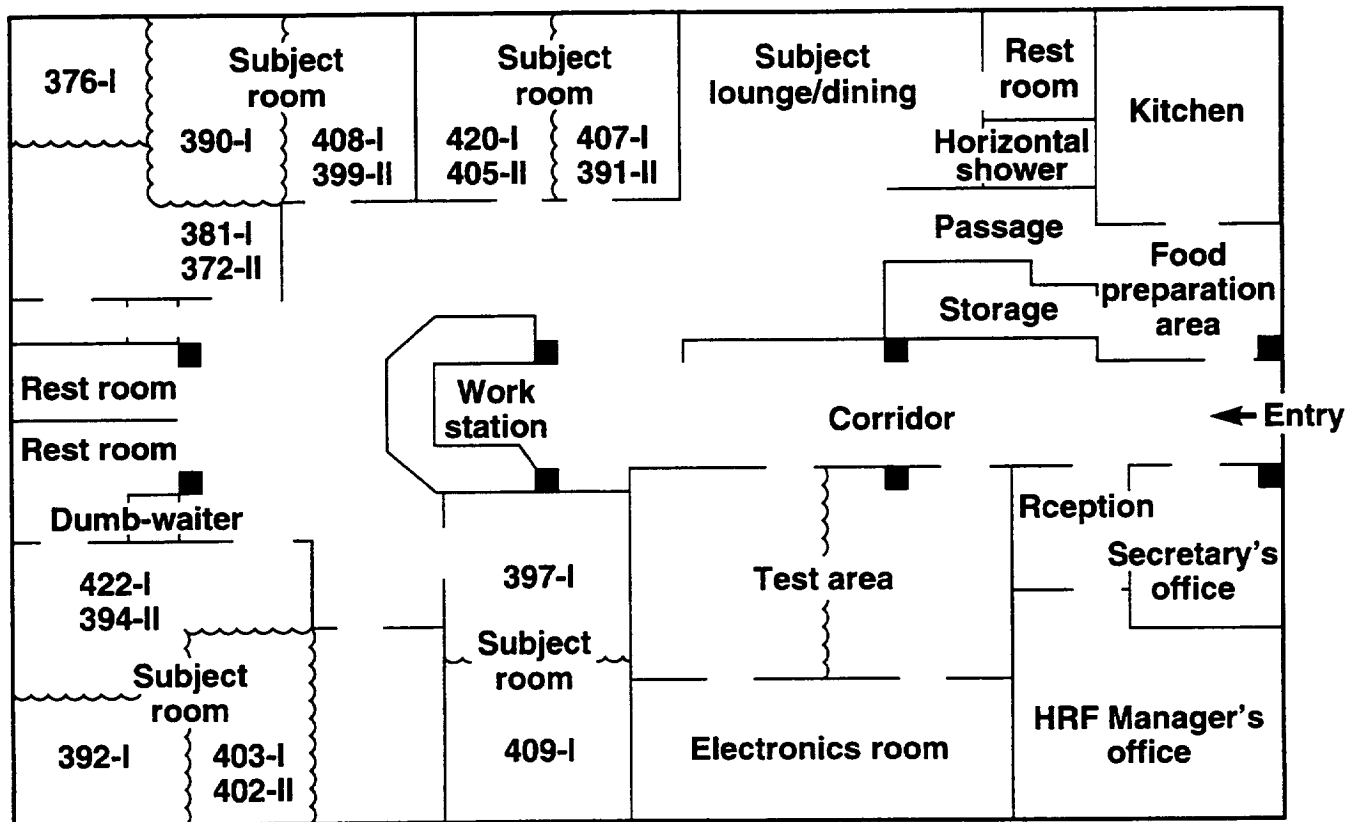 376-I
Subject
room
390-I
408-I
399-II
Subject
room
420-I
405-II
407-I
391-II
Subject
lounge/dining
Rest
room
Horizontal
shower
Kitchen
381-I
372-II
Passage
Storage
Food
preparation
area
Rest room
Rest room
Work
station
Corridor
Entry
Dumb-waiter
422-I
394-II
Subject
room
392-I
403-I
402-II
397-I
Subject
room
409-I
Test area
Electronics room
Rception
Secretary's
office
HRF Manager's
office